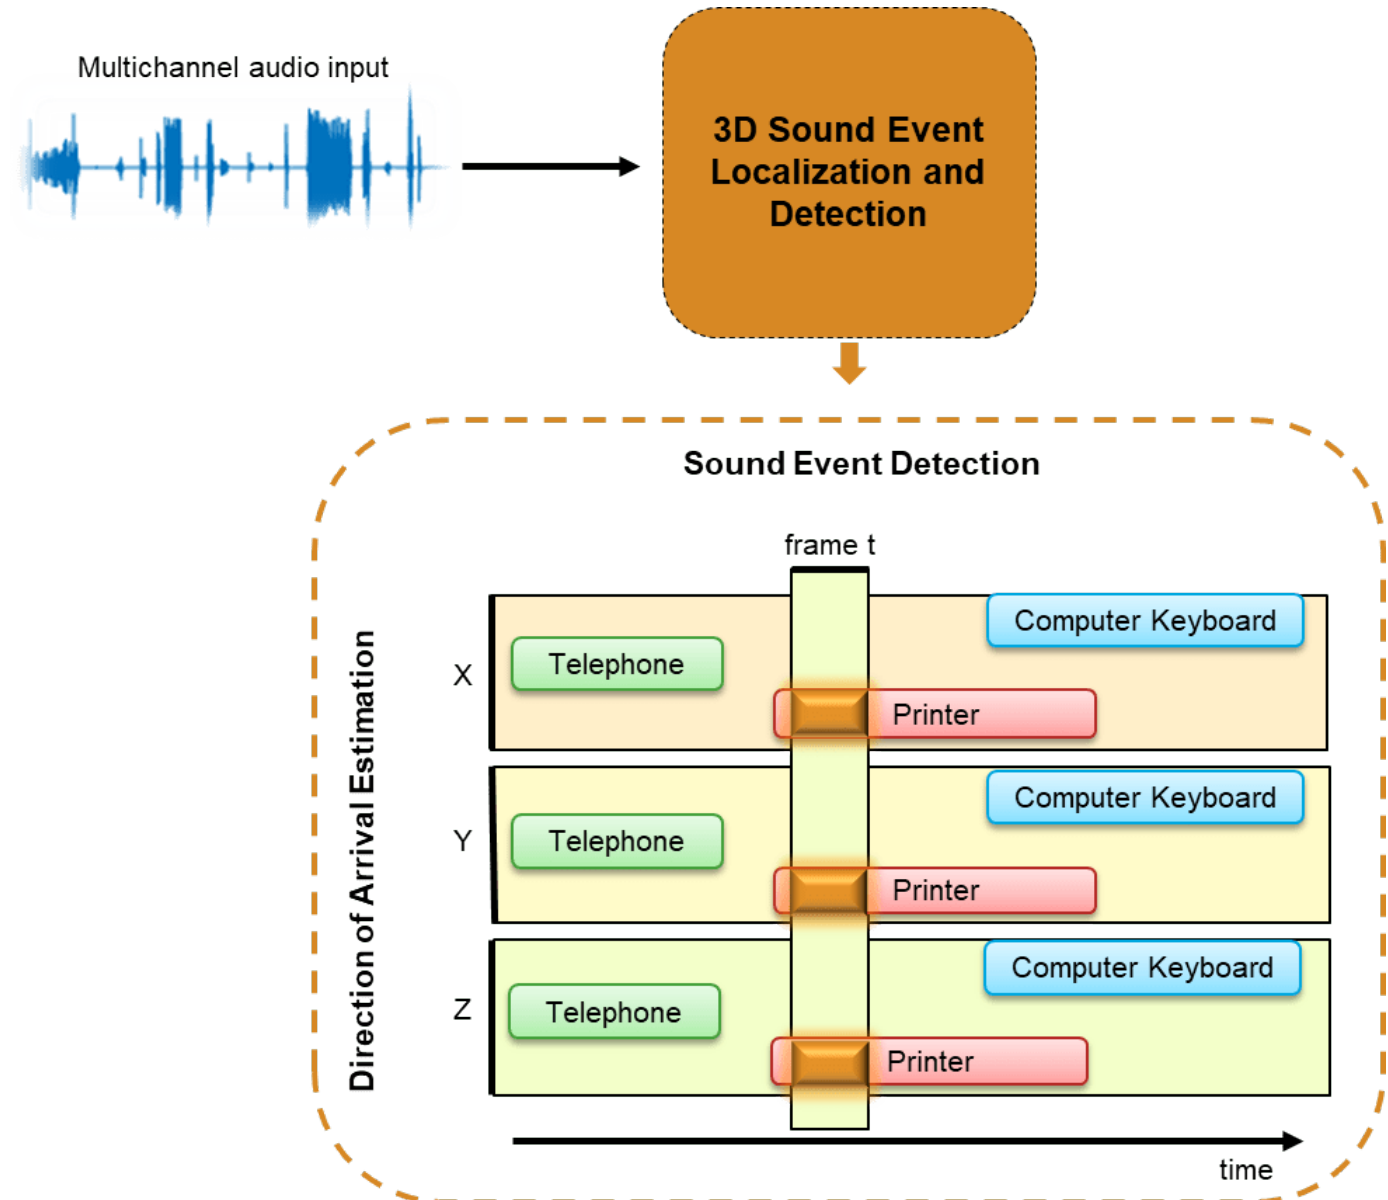 Multichannel audio input
3D Sound Event
Localization and
Detection
Sound Event Detection
frame t
Direction of Arrival Estimation
X
Computer Keyboard
Telephone
Printer
Y
Computer Keyboard
Telephone
Printer
Z
Computer Keyboard
Telephone
Printer
time